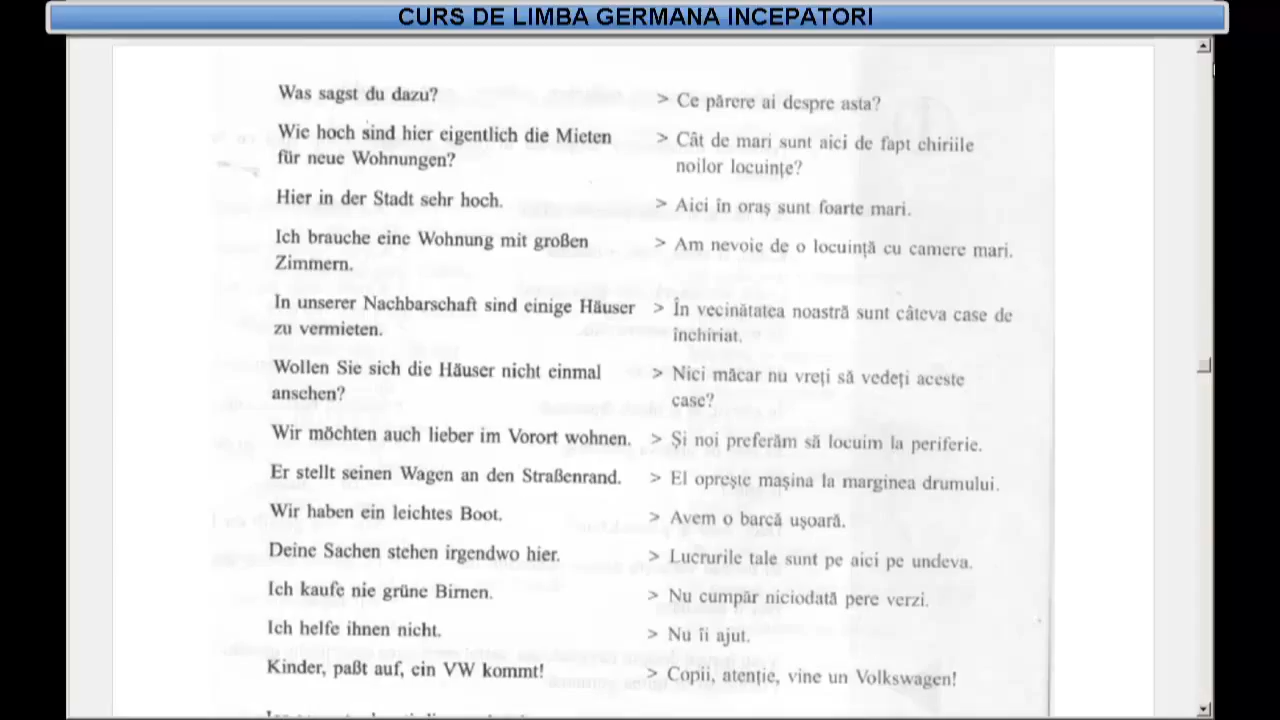 CURS DE LIMBA GERMANA INCEPATORI
Was sagst du dazu?
> Ce părere ai despre asta?
Wie hoch sind hier eigentlich die Mieten
für neue Wohnungen?
> Cât de mari sunt aici de fapt chiriile
noilor locuințe?
Hier in der Stadt sehr hoch.
> Aici în oraș sunt foarte mari.
Ich brauche eine Wohnung mit großen
Zimmern.
> Am nevoie de o locuință cu camere mari.
In unserer Nachbarschaft sind einige Häuser
zu vermieten.
> În vecinătatea noastră sunt câteva case de
închiriat.
Wollen Sie sich die Häuser nicht einmal
ansehen?
> Nici măcar nu vreți să vedeți aceste
case?
Wir möchten auch lieber im Vorort wohnen.
> Și noi preferăm să locuim la periferie.
Er stellt seinen Wagen an den Straßenrand.
> El oprește mașina la marginea drumului.
Wir haben ein leichtes Boot.
> Avem o barcă ușoară.
Deine Sachen stehen irgendwo hier.
> Lucrurile tale sunt pe aici pe undeva.
Ich kaufe nie grüne Birnen.
> Nu cumpăr niciodată pere verzi.
Ich helfe ihnen nicht.
> Nu îi ajut.
Kinder, paßt auf, ein VW kommt!
> Copii, atenție, vine un Volkswagen!